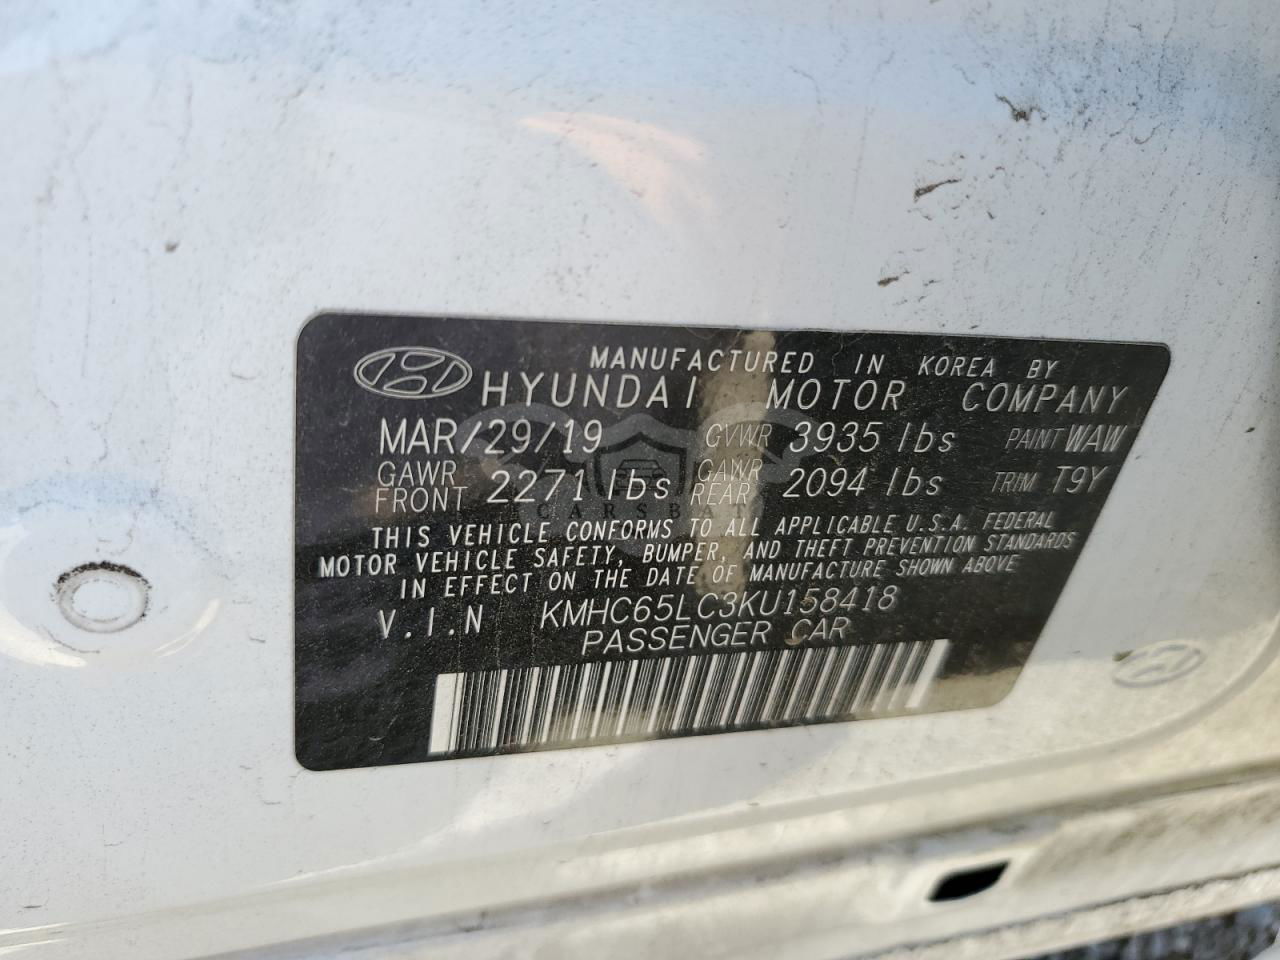 MANUFACTURED IN KOREA BY
HYUNDAI MOTOR COMPANY
MAR/29/19 GVWR 3935 lbs PAINT WAW
GAWR FRONT 2271 lbs GAWR REAR 2094 lbs TRIM T9Y
CARSBAT
THIS VEHICLE CONFORMS TO ALL APPLICABLE U.S.A. FEDERAL
MOTOR VEHICLE SAFETY, BUMPER, AND THEFT PREVENTION STANDARDS
IN EFFECT ON THE DATE OF MANUFACTURE SHOWN ABOVE
V.I.N KMHC65LC3KU158418
PASSENGER CAR